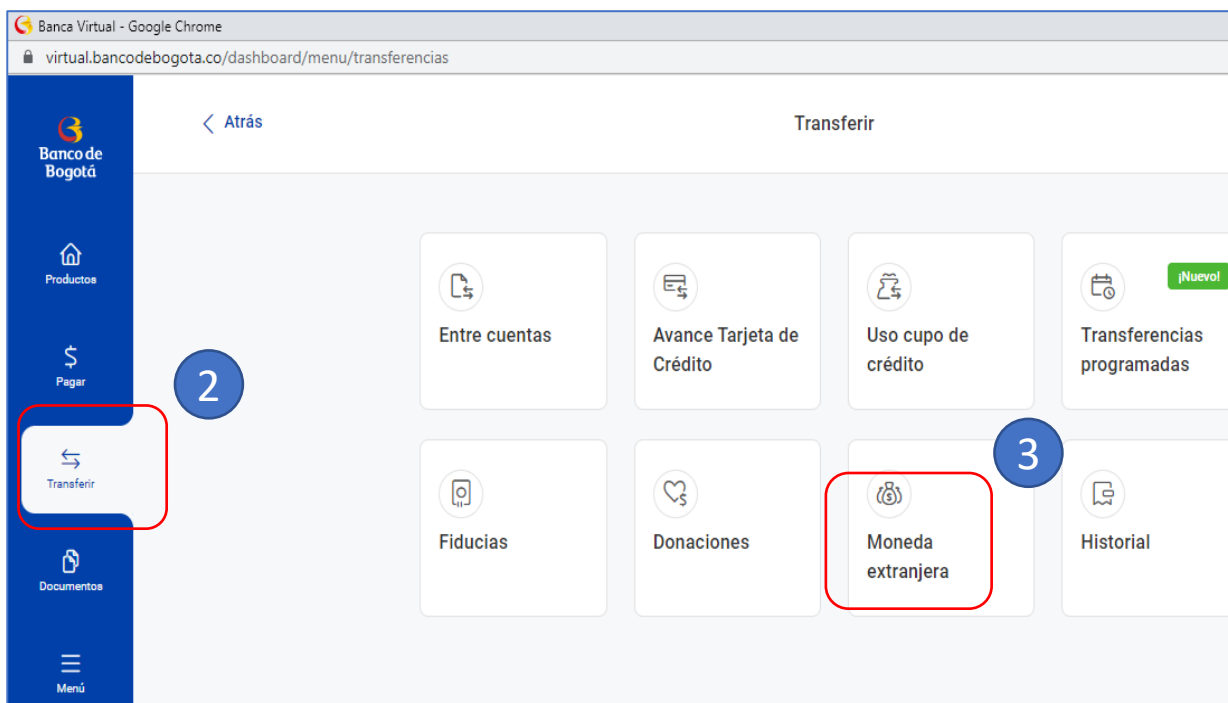 Banca Virtual - Google Chrome
virtual.bancodebogota.co/dashboard/menu/transferencias
Banco de
Bogotá
Atrás
Transferir
Productos
Pagar
Transferir
Documentos
Menú
2
Entre cuentas
Avance Tarjeta de
Crédito
Uso cupo de
crédito
¡Nuevo!
Transferencias
programadas
3
Fiducias
Donaciones
Moneda
extranjera
Historial